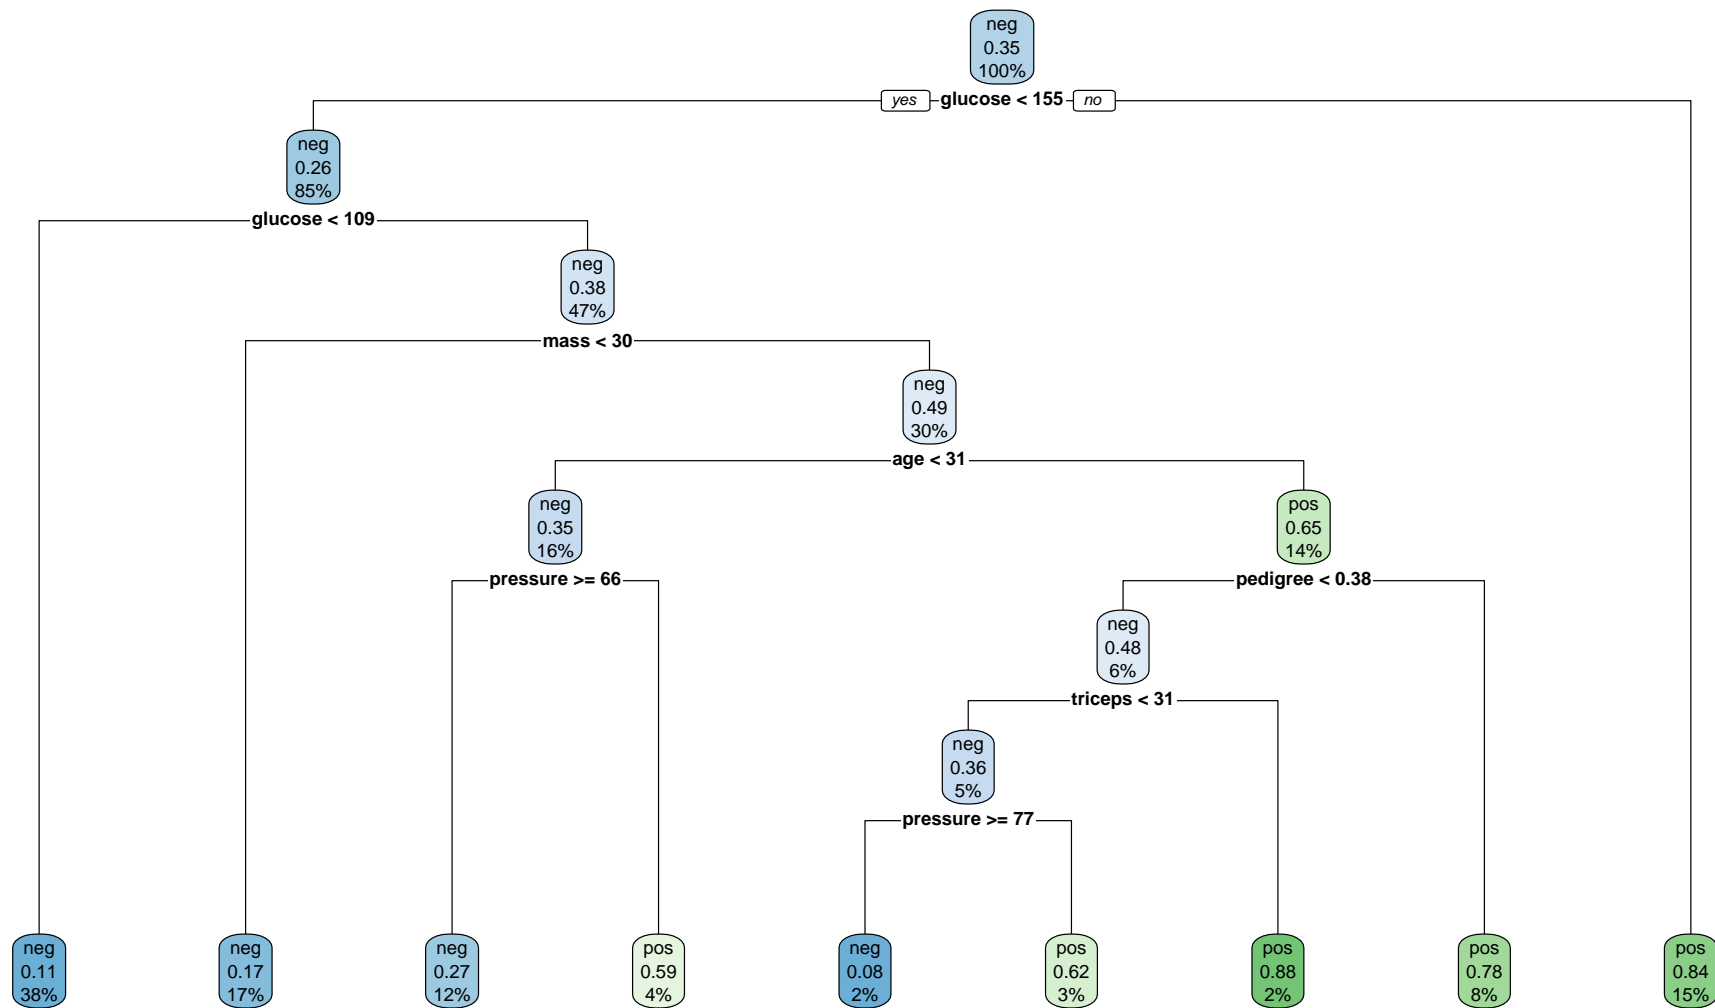 neg
0.35
100%
yes glucose < 155 no
neg
0.26
85%
glucose < 109
neg
0.38
47%
mass < 30
neg
0.49
30%
age < 31
neg
0.35
16%
pressure >= 66
pos
0.65
14%
pedigree < 0.38
neg
0.48
6%
triceps < 31
neg
0.36
5%
pressure >= 77
neg
0.11
38%
neg
0.17
17%
neg
0.27
12%
pos
0.59
4%
neg
0.08
2%
pos
0.62
3%
pos
0.88
2%
pos
0.78
8%
pos
0.84
15%